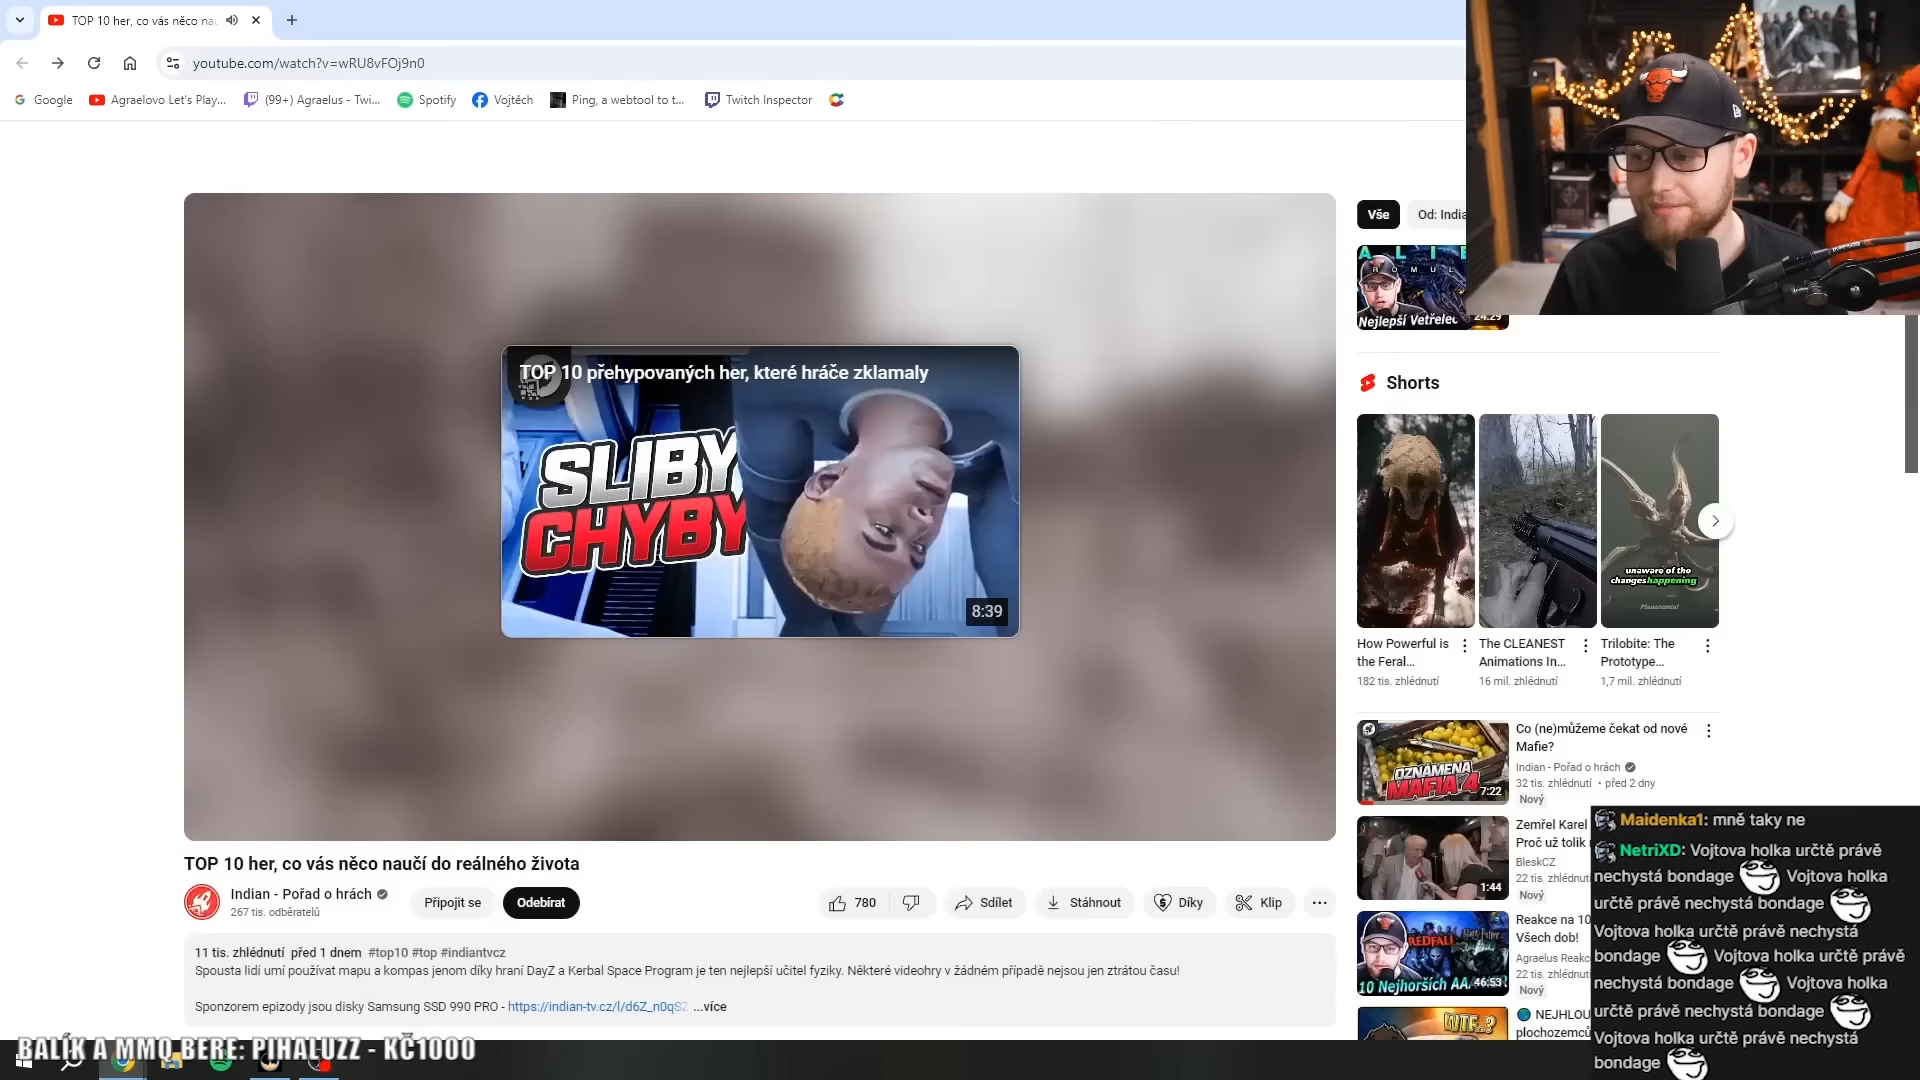 TOP 10 her, co vás něco nau
youtube.com/watch?v=wRU8vFOj9n0
Google
Agraelovo Let's Play...
(99+) Agraelus - Twi...
Spotify
Vojtěch
Ping, a webtool to t...
Twitch Inspector
TOP 10 přehypovaných her, které hráče zklamaly
SLIBY
CHYBY
8:39
TOP 10 her, co vás něco naučí do reálného života
Indian - Pořad o hrách
267 tis. odběratelů
Připojit se
Odebírat
780
Sdílet
Stáhnout
Díky
Klip
11 tis. zhlédnutí před 1 dnem #top10 #top #indiantvcz
Spousta lidí umí používat mapu a kompas jenom díky hraní DayZ a Kerbal Space Program je ten nejlepší učitel fyziky. Některé videohry v žádném případě nejsou jen ztrátou času!
Sponzorem epizody jsou disky Samsung SSD 990 PRO - https://indian-tv.cz/l/d6Z_n0qSZ ...více
BALÍK A MMO BERE: PIHALUZZ - KČ1000
Vše
Od: India
ALIE
ROMUL
Nejlepší Vetřelec
24:29
Shorts
unaware of the
changes happening
Planatestial
How Powerful is
the Feral...
182 tis. zhlédnutí
The CLEANEST
Animations In...
16 mil. zhlédnutí
Trilobite: The
Prototype...
1,7 mil. zhlédnutí
OZNÁMENA
MAFIA 4
7:22
Co (ne)můžeme čekat od nové
Mafie?
Indian - Pořad o hrách
32 tis. zhlédnutí • před 2 dny
Nový
1:44
Zemřel Karel
Proč už tolik
BleskCZ
22 tis. zhlédnutí
Nový
REDFALL
10 Nejhorších AAA
46:53
Reakce na 10
Všech dob!
Agraelus Reakc
22 tis. zhlédnutí
Nový
WTF..?
NEJHLOU
plochozemců
Maidenka1: mně taky ne
NetriXD: Vojtova holka určtě právě
nechystá bondage Vojtova holka
určtě právě nechystá bondage
Vojtova holka určtě právě nechystá
bondage Vojtova holka určtě právě
nechystá bondage Vojtova holka
určtě právě nechystá bondage
Vojtova holka určtě právě nechystá
bondage